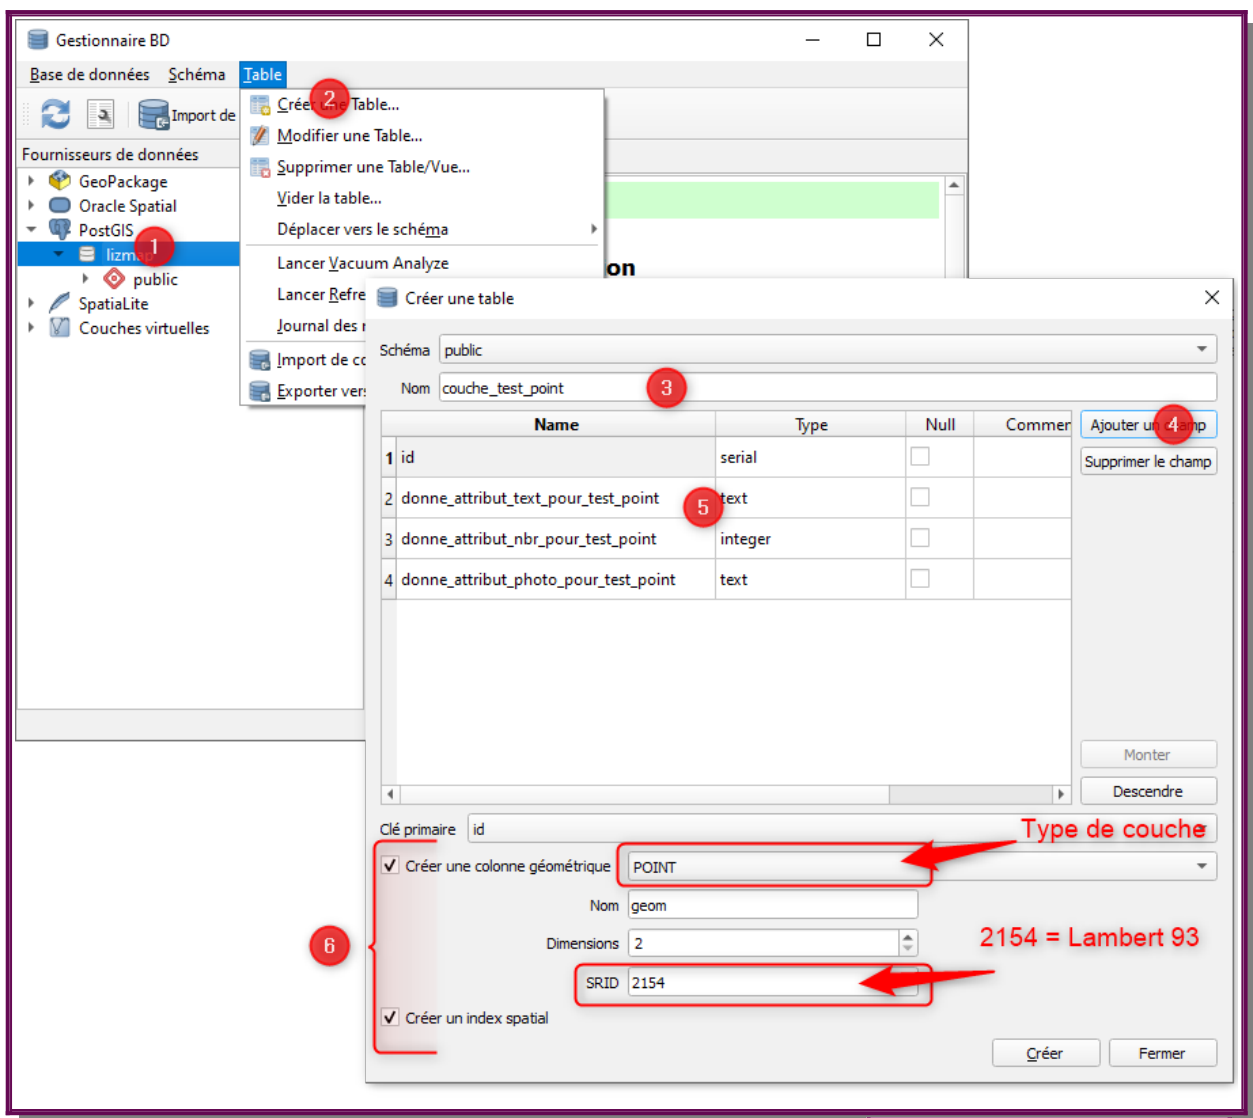 Gestionnaire BD
Base de données Schéma Table
Import de
2
Créer une Table...
Modifier une Table...
Supprimer une Table/Vue...
Vider la table...
Déplacer vers le schéma
Lancer Vacuum Analyze
Lancer Refre
Journal des
Import de co
Exporter vers
Fournisseurs de données
GeoPackage
Oracle Spatial
PostGIS
1
lizmap
public
SpatiaLite
Couches virtuelles
on
Créer une table
Schéma public
Nom couche_test_point
3
Name Type Null Commen
Ajouter un champ
4
Supprimer le champ
1 id serial
2 donne_attribut_text_pour_test_point text
5
3 donne_attribut_nbr_pour_test_point integer
4 donne_attribut_photo_pour_test_point text
Monter
Descendre
Clé primaire id
Type de couche
Créer une colonne géométrique POINT
Nom geom
6
Dimensions 2
2154 = Lambert 93
SRID 2154
Créer un index spatial
Créer Fermer